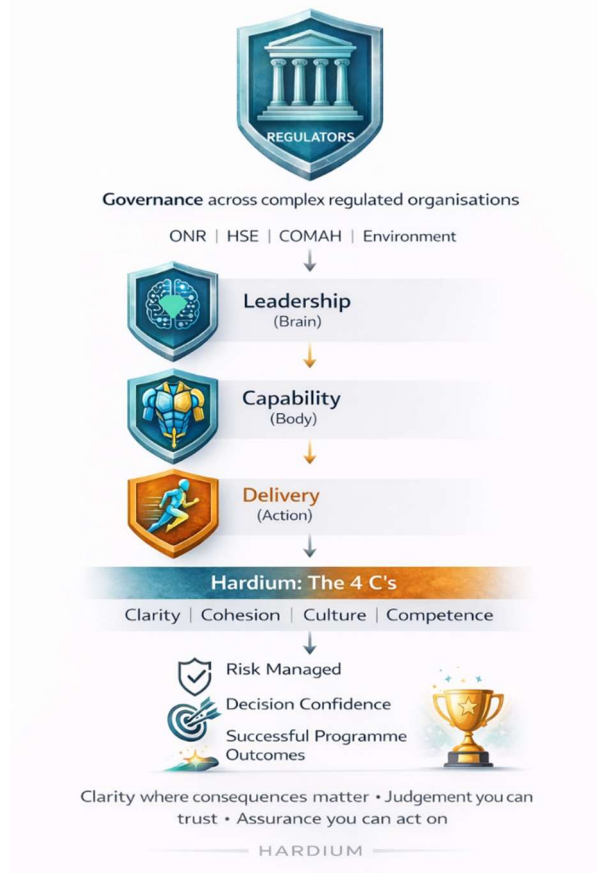 REGULATORS
Governance across complex regulated organisations
ONR | HSE | COMAH | Environment
Leadership
(Brain)
Capability
(Body)
Delivery
(Action)
Hardium: The 4 C's
Clarity | Cohesion | Culture | Competence
Risk Managed
Decision Confidence
Successful Programme
Outcomes
Clarity where consequences matter • Judgement you can
trust • Assurance you can act on
HARDIUM